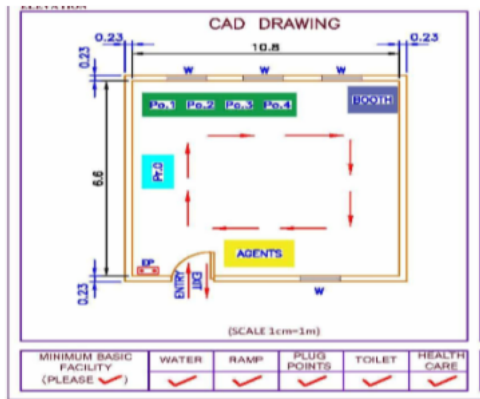 CAD DRAWING
0.23 10.8 0.23
0.23
W W W
Po.1 Po.2 Po.3 Po.4 BOOTH
6.6
Pr.O
AGENTS
EP
ENTRY EXIT
0.23
W
(SCALE 1cm=1m)
MINIMUM BASIC FACILITY (PLEASE ✓) WATER RAMP PLUG POINTS TOILET HEALTH CARE